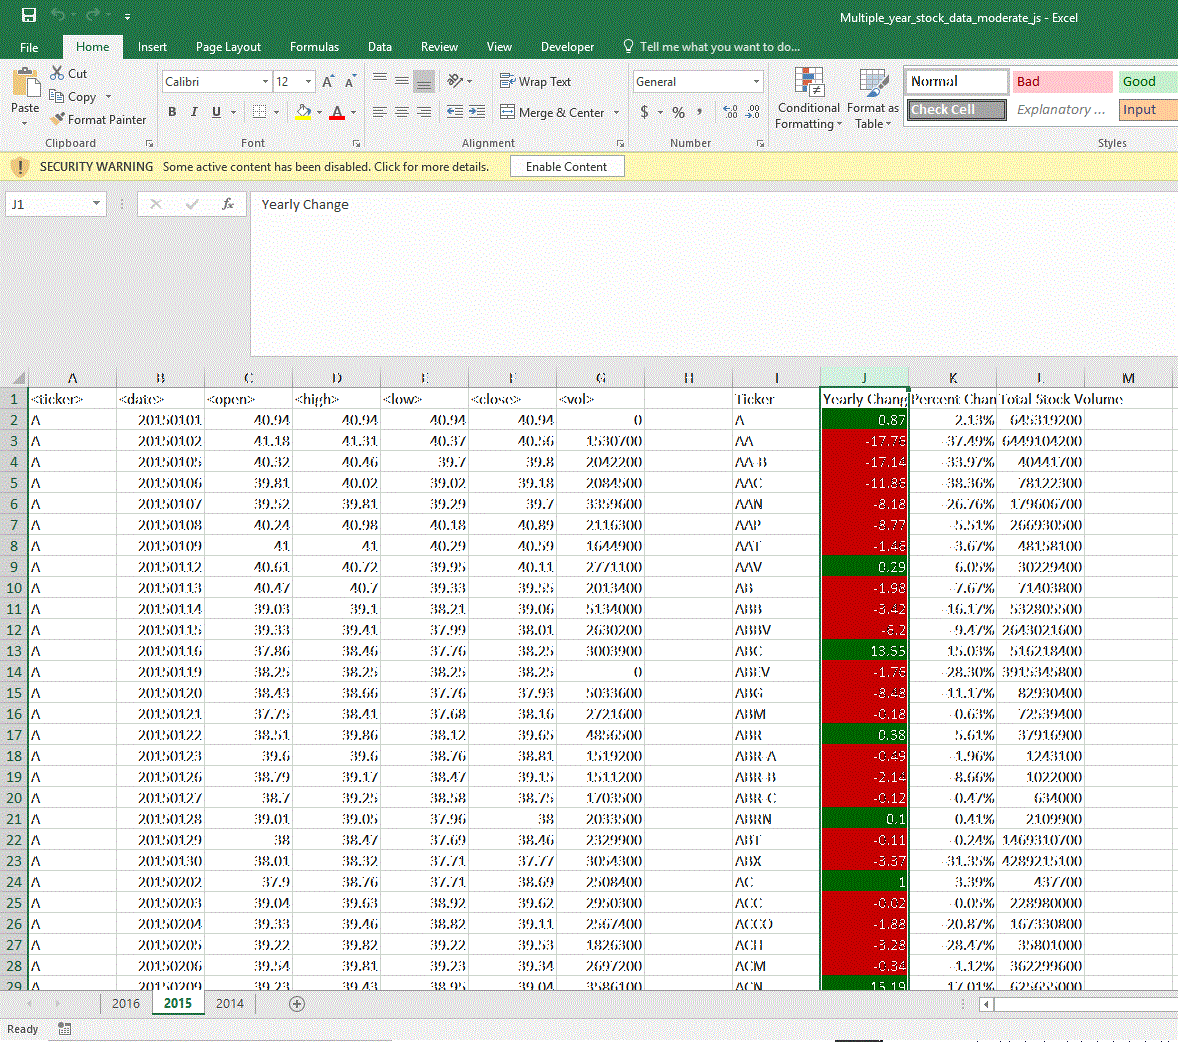 Multiple_year_stock_data_moderate_js - Excel
File Home Insert Page Layout Formulas Data Review View Developer Tell me what you want to do...
Cut
Copy
Format Painter
Paste
Clipboard
Calibri 12
B I U
Font
Wrap Text
Merge & Center
Alignment
General
$ % ,
Number
Conditional Formatting
Format as Table
Normal Bad Good
Check Cell Explanatory ... Input
Styles
SECURITY WARNING Some active content has been disabled. Click for more details. Enable Content
J1 fx Yearly Change
A B C D E F G H I J K L M
1 <ticker> <date> <open> <high> <low> <close> <vol> Ticker Yearly Chang Percent Chan Total Stock Volume
2 A 20150101 40.94 40.94 40.94 40.94 0 A 0.87 2.13% 645319200
3 A 20150102 41.18 41.31 40.37 40.56 1530700 AA -37.49% 6449104200
4 A 20150105 40.32 40.46 39.7 39.8 2042200 AA-B -17.14 -33.97% 40441700
5 A 20150106 39.81 40.02 39.02 39.18 2084500 AAC -38.36% 78122300
6 A 20150107 39.52 39.81 39.29 39.7 3359600 AAN -8.18 -26.76% 179606700
7 A 20150108 40.24 40.98 40.18 40.89 2116300 AAP -8.77 -5.51% 266930500
8 A 20150109 41 41 40.29 40.59 1644900 AAT -3.67% 48158100
9 A 20150112 40.61 40.72 39.95 40.11 2771100 AAV 0.29 6.05% 30229400
10 A 20150113 40.47 40.7 39.33 39.55 2013400 AB -1.98 -7.67% 71403800
11 A 20150114 39.03 39.1 38.21 39.06 5134000 ABB -3.42 -16.17% 532805500
12 A 20150115 39.33 39.41 37.99 38.01 2630200 ABBV -9.47% 2643021600
13 A 20150116 37.86 38.46 37.76 38.25 3003900 ABC 13.55 15.03% 516218400
14 A 20150119 38.25 38.25 38.25 38.25 0 ABEV -28.30% 3915345800
15 A 20150120 38.43 38.66 37.76 37.93 5033600 ABG -11.17% 82930400
16 A 20150121 37.75 38.41 37.68 38.16 2721600 ABM -0.18 -0.63% 72539400
17 A 20150122 38.51 39.86 38.12 39.65 4856500 ABR 0.38 5.61% 37916900
18 A 20150123 39.6 39.6 38.76 38.81 1519200 ABR-A -0.49 -1.96% 1243100
19 A 20150126 38.79 39.17 38.47 39.15 1511200 ABR-B -2.14 -8.66% 1022000
20 A 20150127 38.7 39.25 38.58 38.75 1703500 ABR-C -0.12 -0.47% 634000
21 A 20150128 39.01 39.05 37.96 38 2033500 ABRN 0.1 0.41% 2109900
22 A 20150129 38 38.47 37.69 38.46 2329900 ABT -0.11 -0.24% 1469310700
23 A 20150130 38.01 38.32 37.71 37.77 3054300 ABX -3.37 -31.35% 4289215100
24 A 20150202 37.9 38.76 37.71 38.69 2508400 AC 1 3.39% 437700
25 A 20150203 39.04 39.63 38.92 39.62 2950300 ACC -0.02 -0.05% 228980000
26 A 20150204 39.33 39.46 38.82 39.11 2567400 ACCO -1.88 -20.87% 167330800
27 A 20150205 39.22 39.82 39.22 39.53 1826300 ACH -3.28 -28.47% 35801000
28 A 20150206 39.54 39.81 39.23 39.34 2697200 ACM -0.34 -1.12% 362299600
29 A 20150209 39.23 39.43 38.95 39.04 3586100 ACN 15.19 17.01% 625655000
2016 2015 2014
Ready